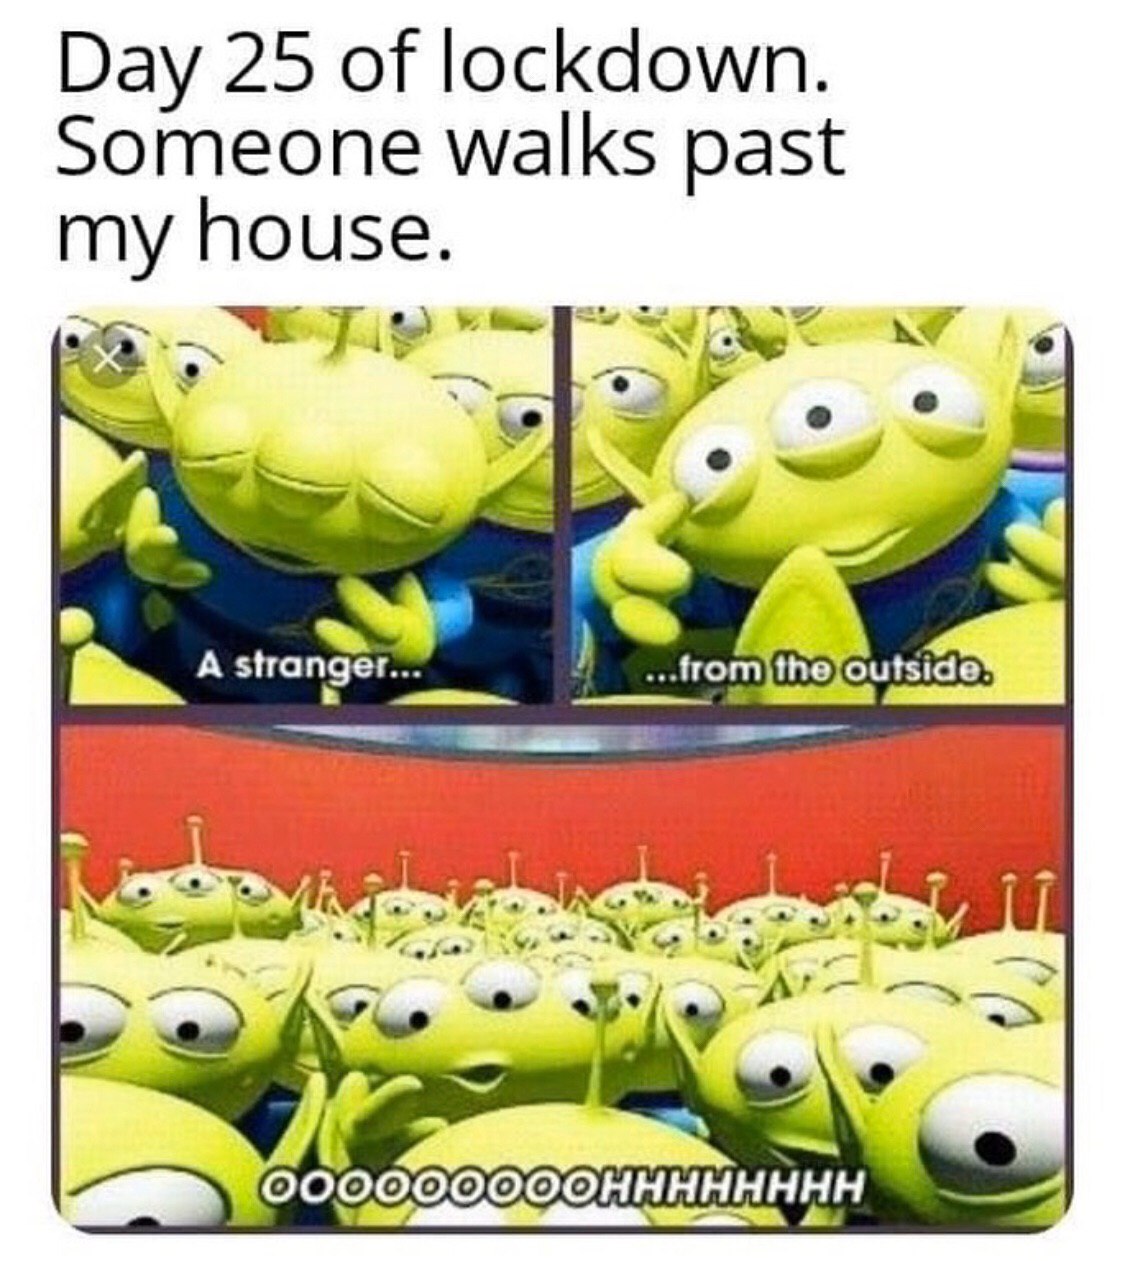 Day 25 of lockdown.
Someone walks past
my house.
A stranger...
...from the outside.
OOOOOOOOOOHHHHHHHH